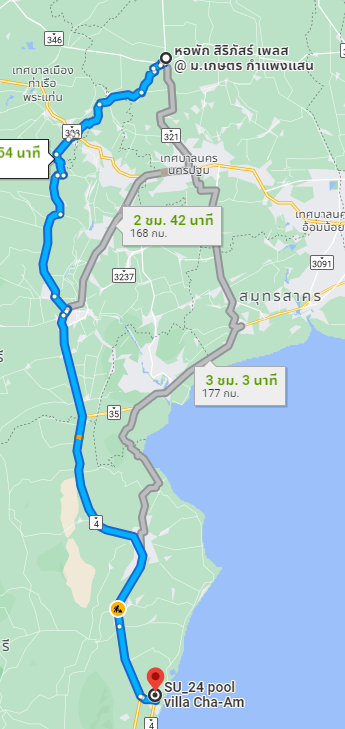 346
หอพัก สิริภัสร์ เพลส
@ ม.เกษตร กำแพงแสน
เทศบาลเมือง
ท่าเรือ
พระแท่น
323
321
54 นาที
เทศบาลนคร
นครปฐม
2 ชม. 42 นาที
168 กม.
เทศบาลนค
อ้อมน้อย
3237
3091
สมุทรสาคร
3 ชม. 3 นาที
177 กม.
35
4
รี
SU_24 pool
villa Cha-Am
4